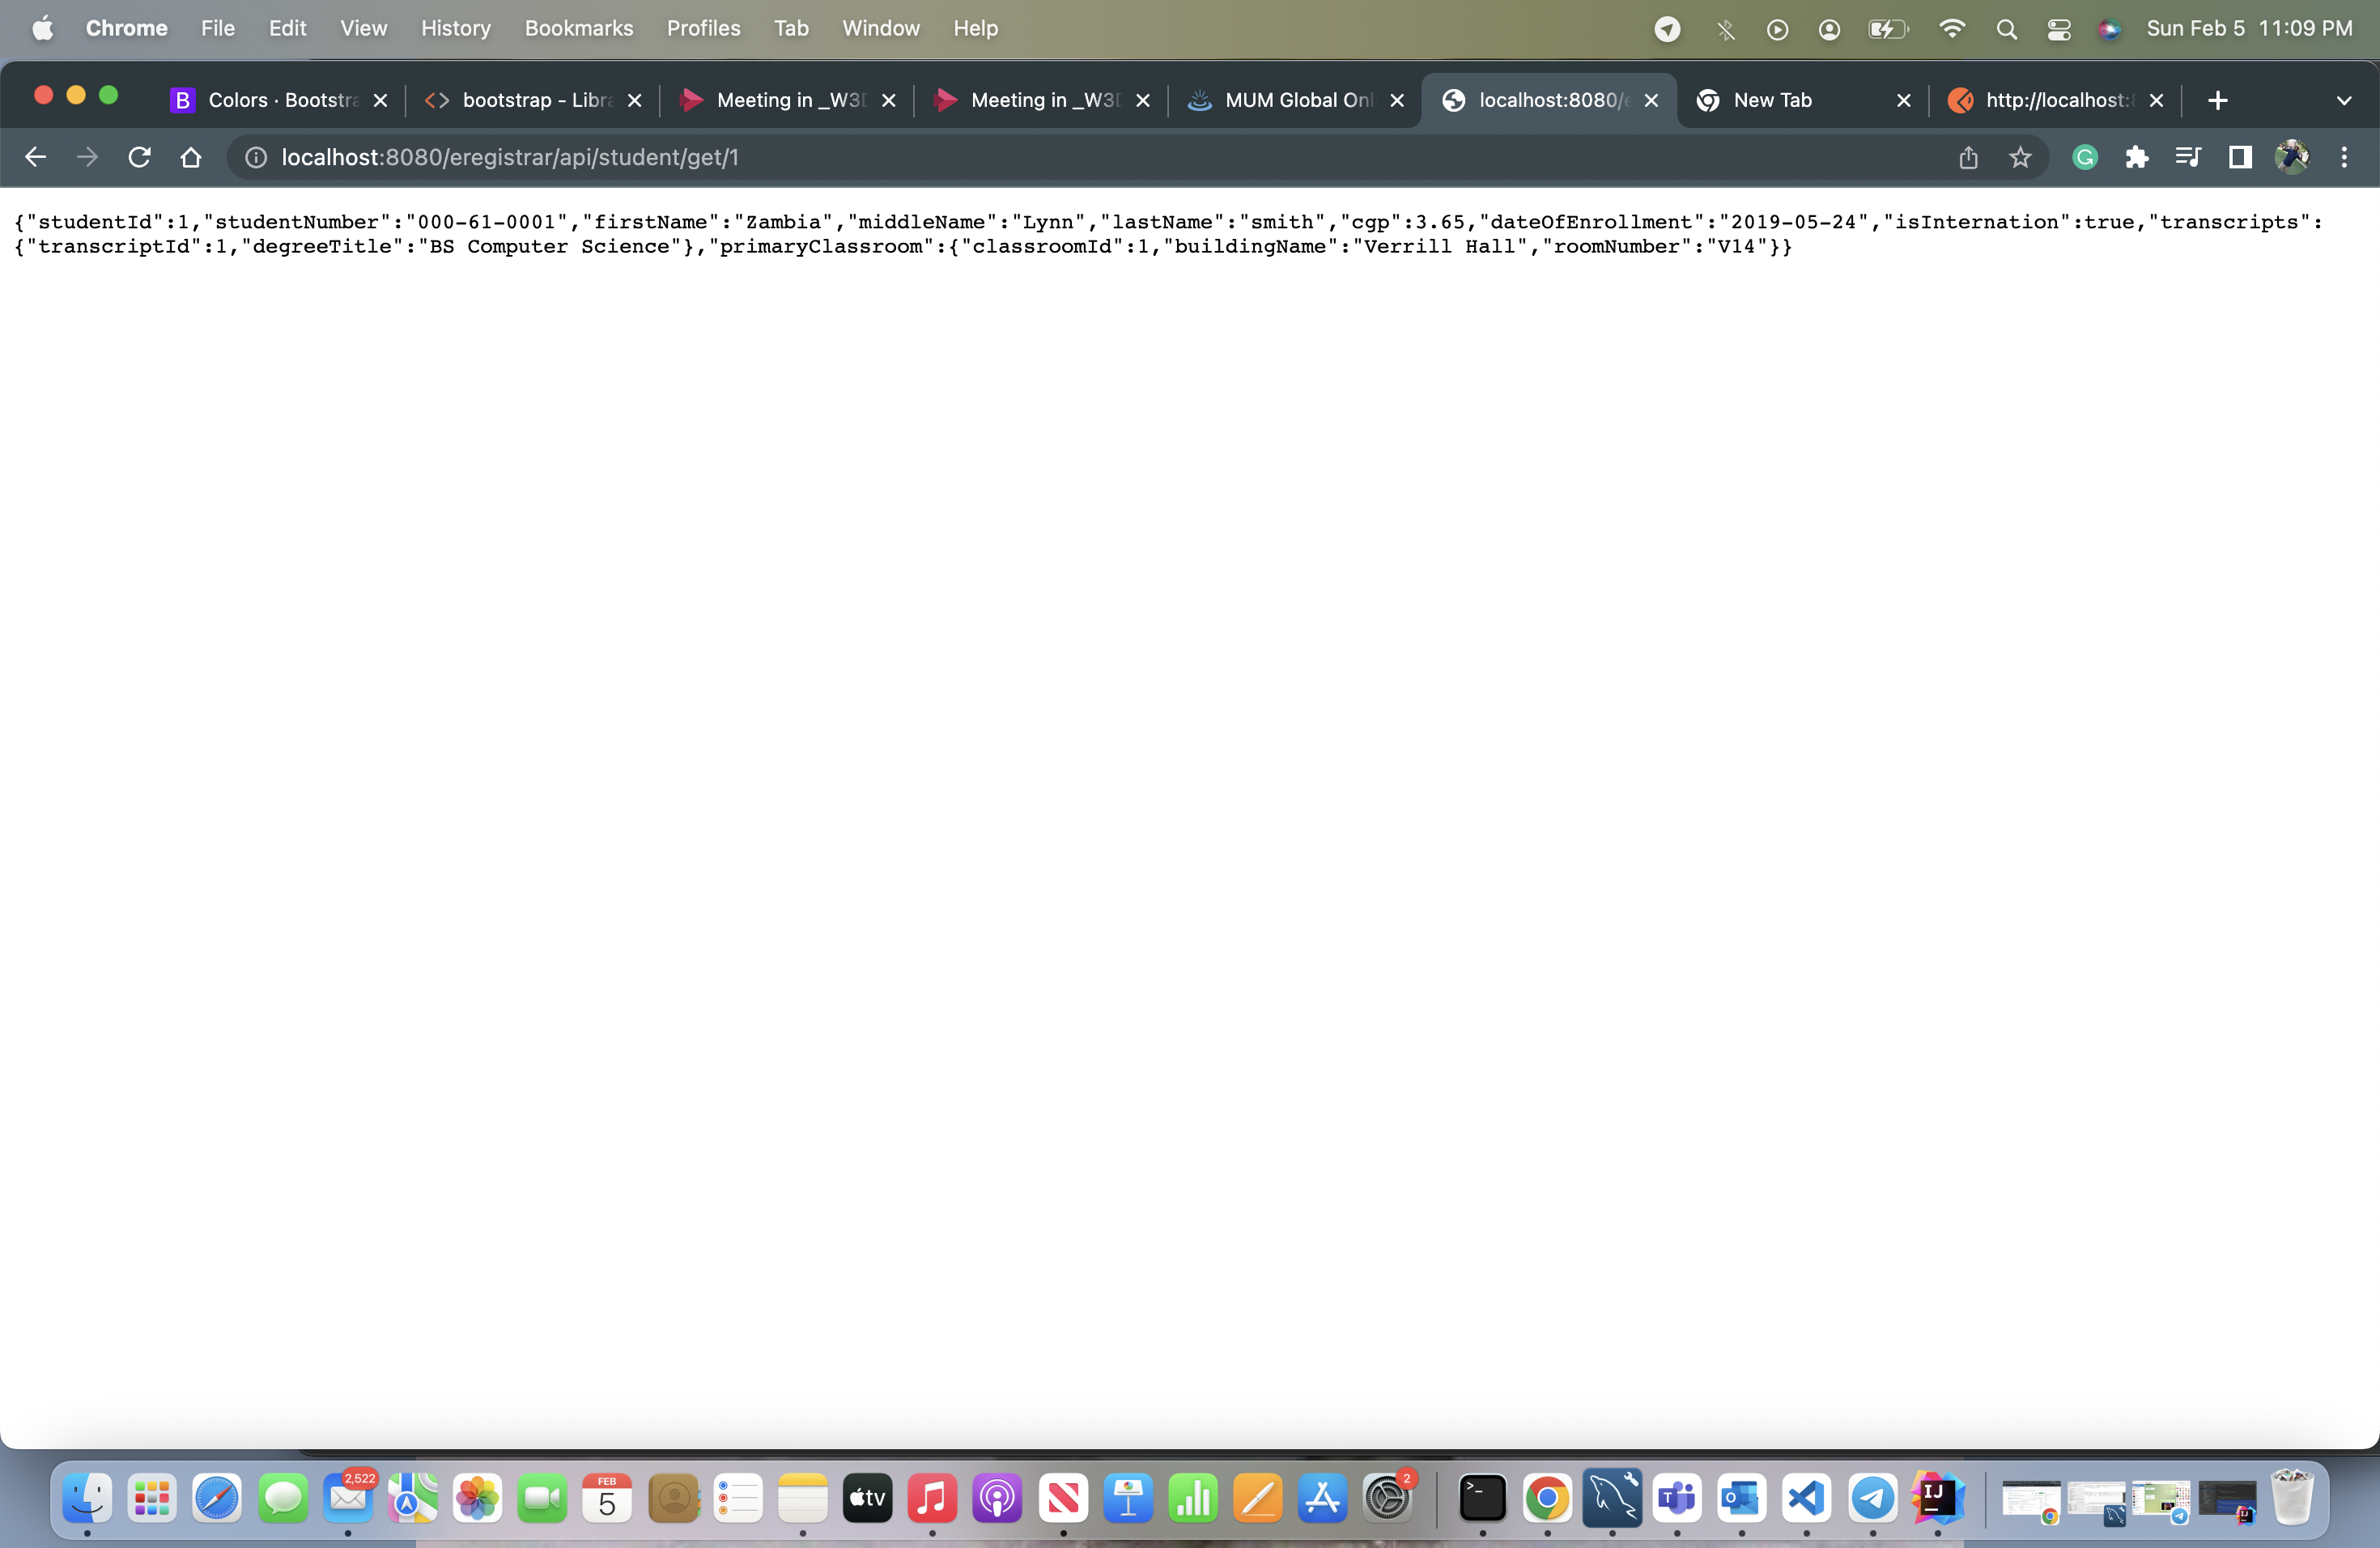 Chrome File Edit View History Bookmarks Profiles Tab Window Help Sun Feb 5 11:09 PM
B Colors · Bootstra bootstrap - Libra Meeting in _W3D Meeting in _W3D MUM Global Onl localhost:8080/e New Tab http://localhost:8
localhost:8080/eregistrar/api/student/get/1
{"studentId":1,"studentNumber":"000-61-0001","firstName":"Zambia","middleName":"Lynn","lastName":"smith","cgp":3.65,"dateOfEnrollment":"2019-05-24","isInternation":true,"transcripts":
{"transcriptId":1,"degreeTitle":"BS Computer Science"},"primaryClassroom":{"classroomId":1,"buildingName":"Verrill Hall","roomNumber":"V14"}}
2,522
FEB
5
tv
2
>_
IJ